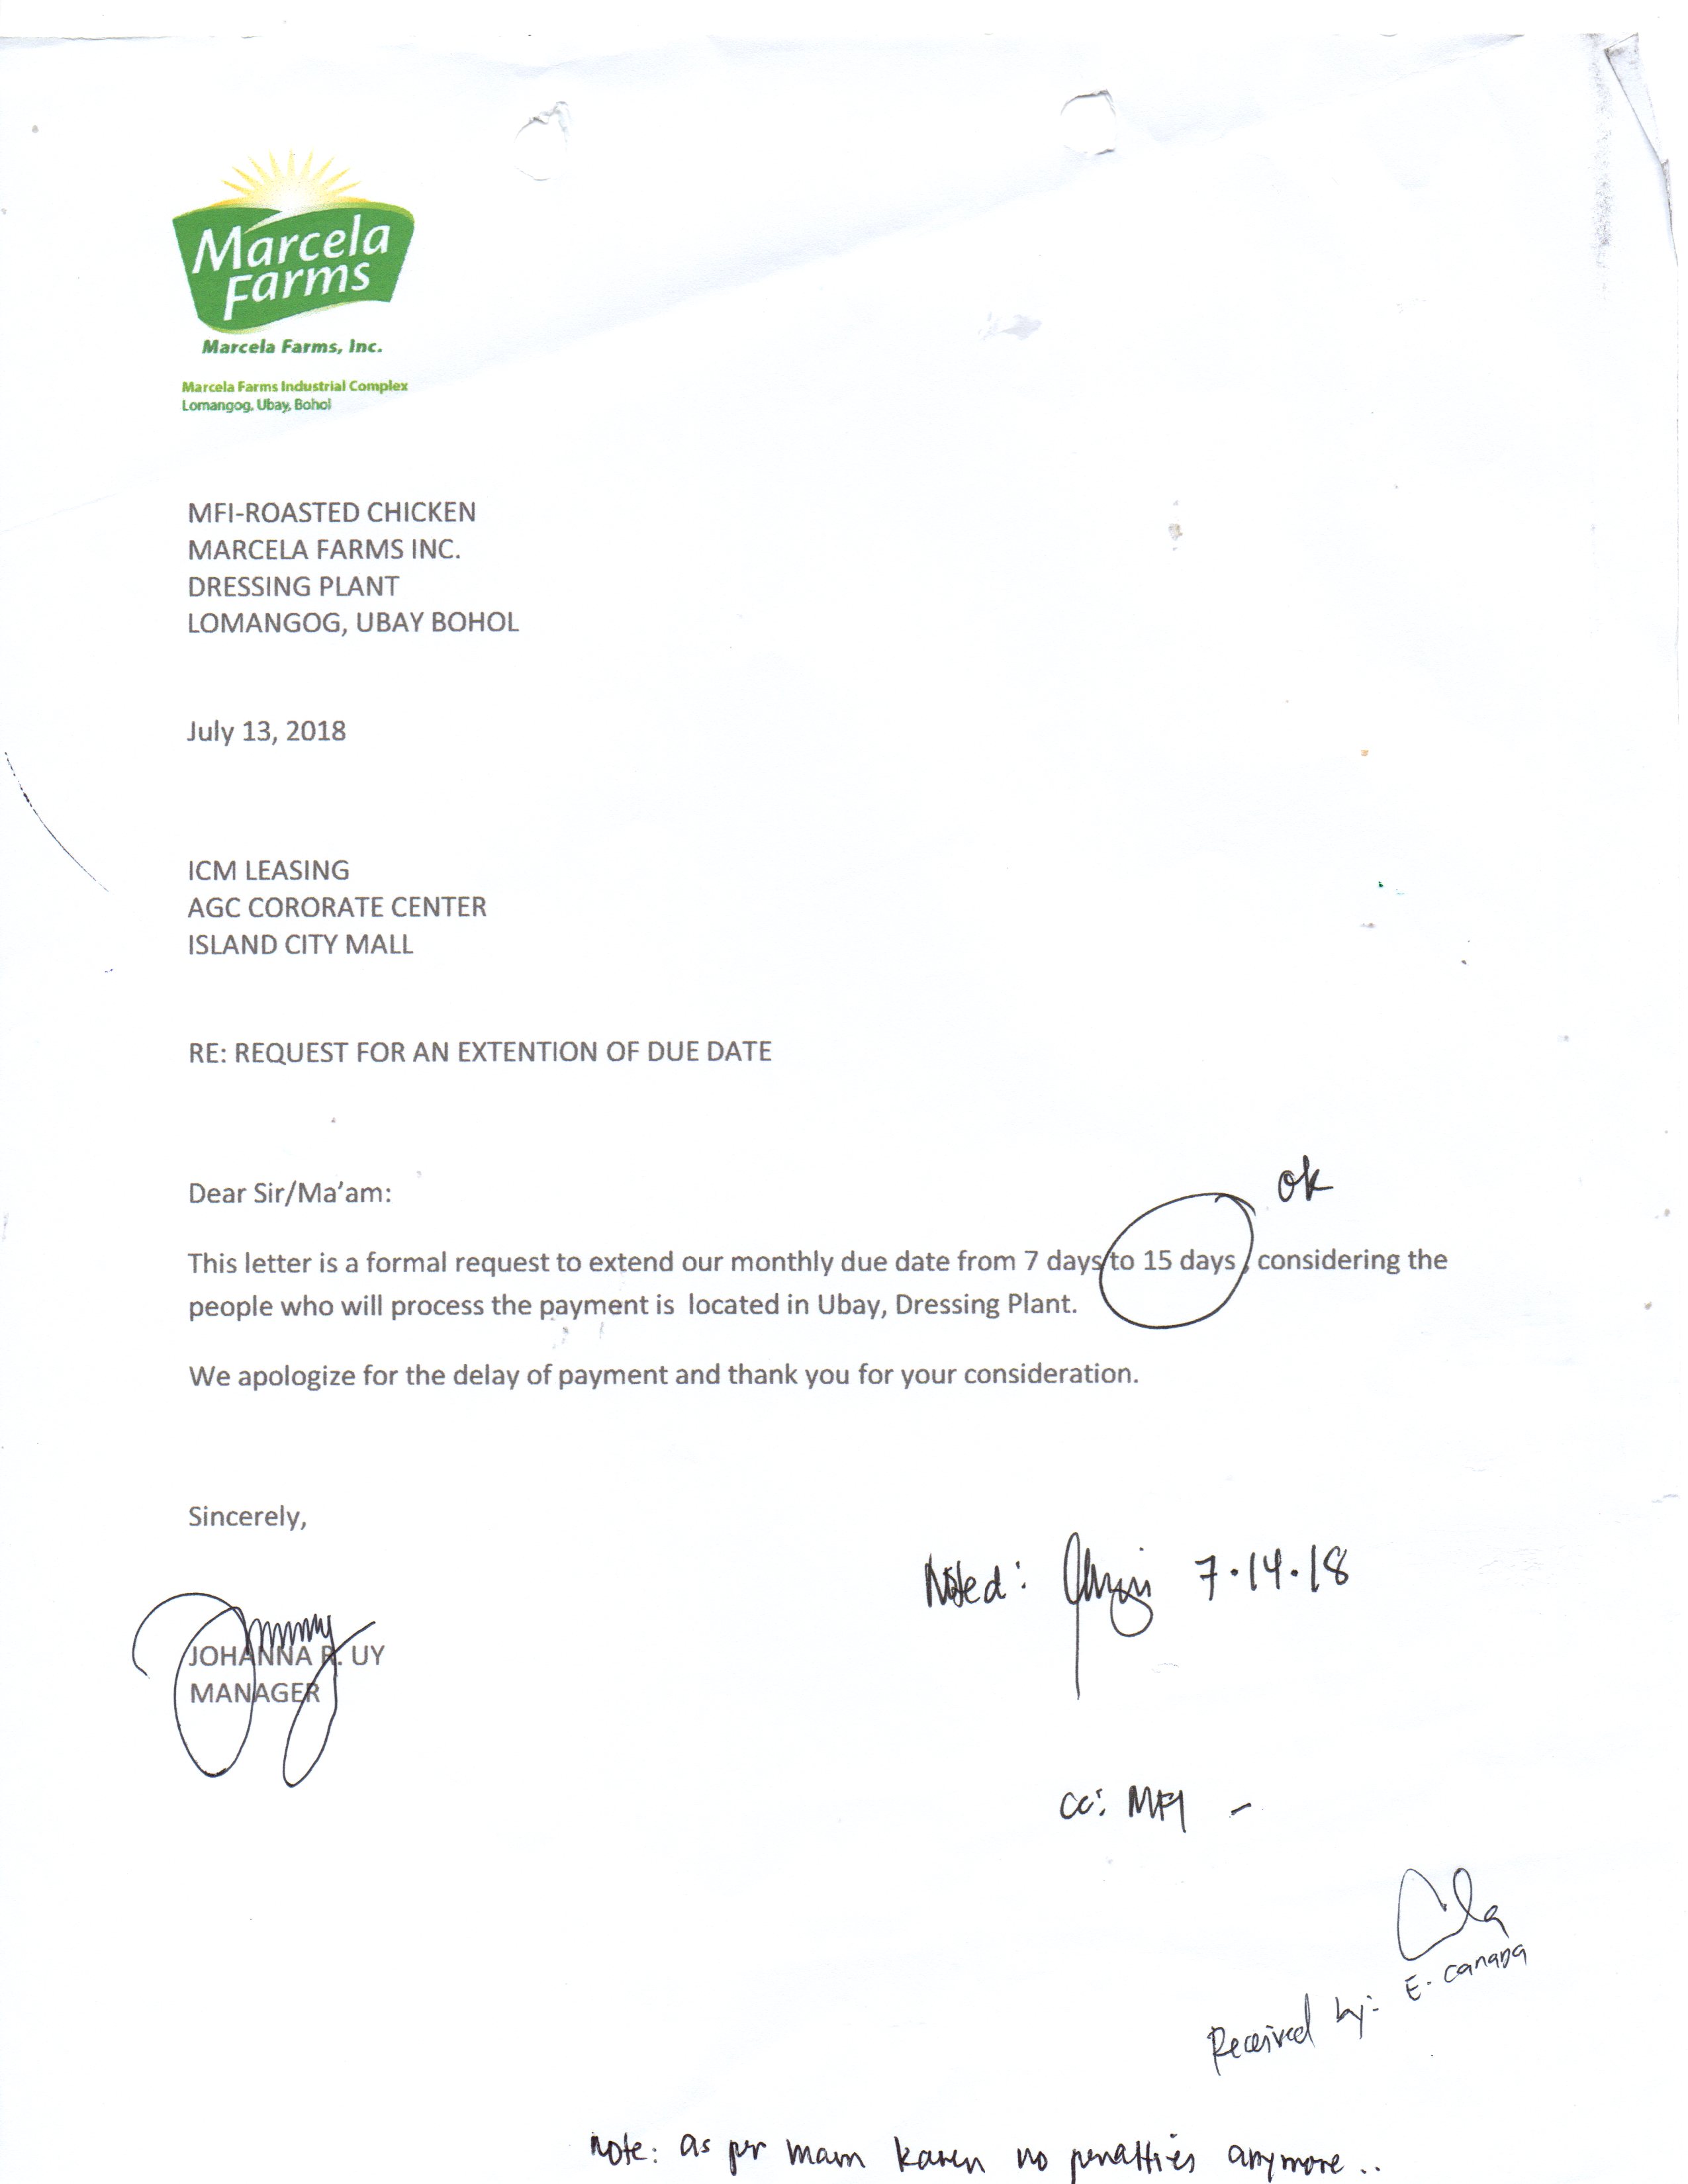 Marcela
Farms
Marcela Farms, Inc.
Marcela Farms Industrial Complex
Lomangog, Ubay, Bohol
MFI-ROASTED CHICKEN
MARCELA FARMS INC.
DRESSING PLANT
LOMANGOG, UBAY BOHOL
July 13, 2018
ICM LEASING
AGC CORORATE CENTER
ISLAND CITY MALL
RE: REQUEST FOR AN EXTENTION OF DUE DATE
ok
Dear Sir/Ma'am:
This letter is a formal request to extend our monthly due date from 7 days to 15 days, considering the
people who will process the payment is located in Ubay, Dressing Plant.
We apologize for the delay of payment and thank you for your consideration.
Sincerely,
Noted: 7.14.18
JOHANNA R. UY
MANAGER
cc: MFI -
Received by: E. Canada
Note: as per mam karen no penalties anymore..